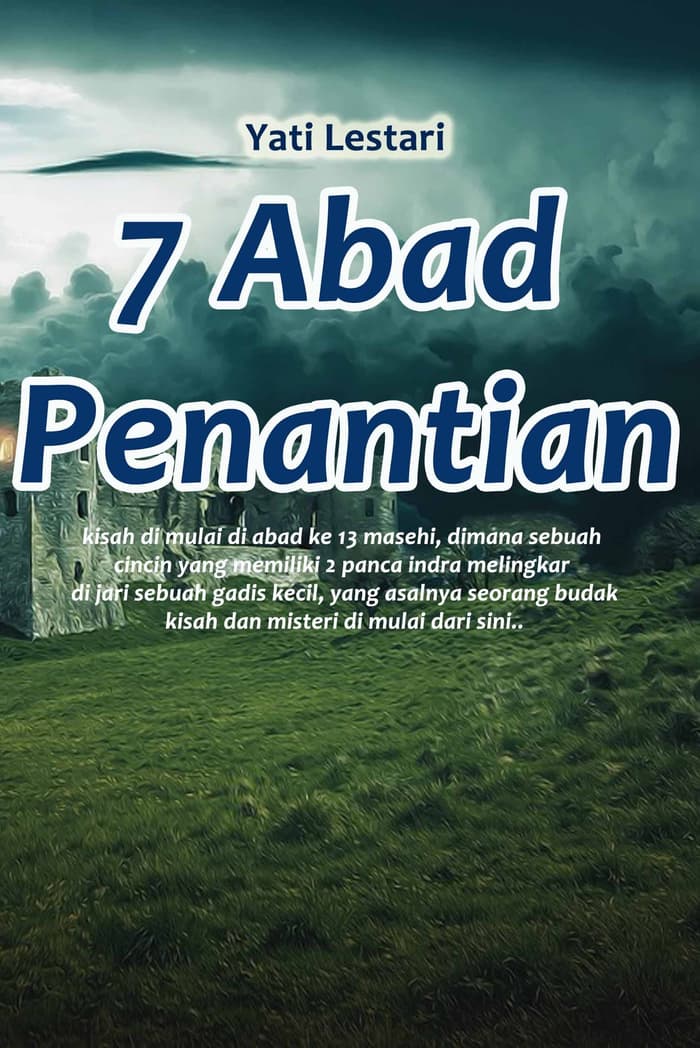 Yati Lestari
7 Abad
Penantian
kisah di mulai di abad ke 13 masehi, dimana sebuah
cincin yang memiliki 2 panca indra melingkar
di jari sebuah gadis kecil, yang asalnya seorang budak
kisah dan misteri di mulai dari sini..